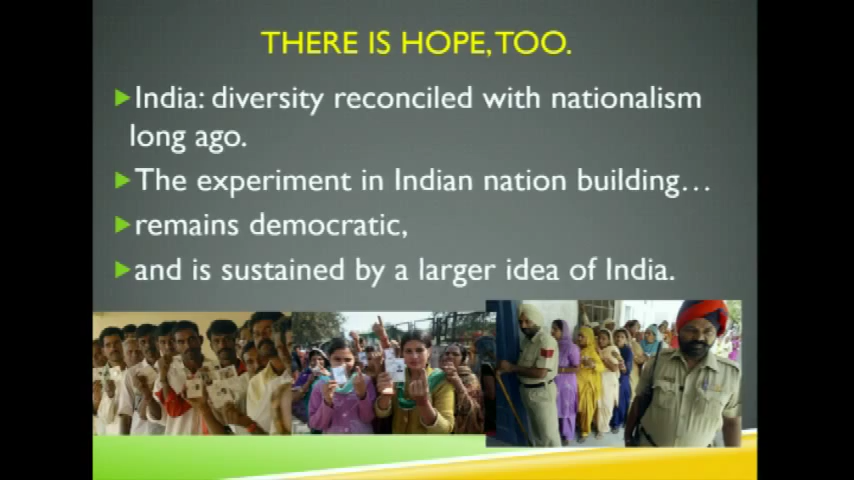 THERE IS HOPE, TOO.
India: diversity reconciled with nationalism
long ago.
The experiment in Indian nation building…
remains democratic,
and is sustained by a larger idea of India.